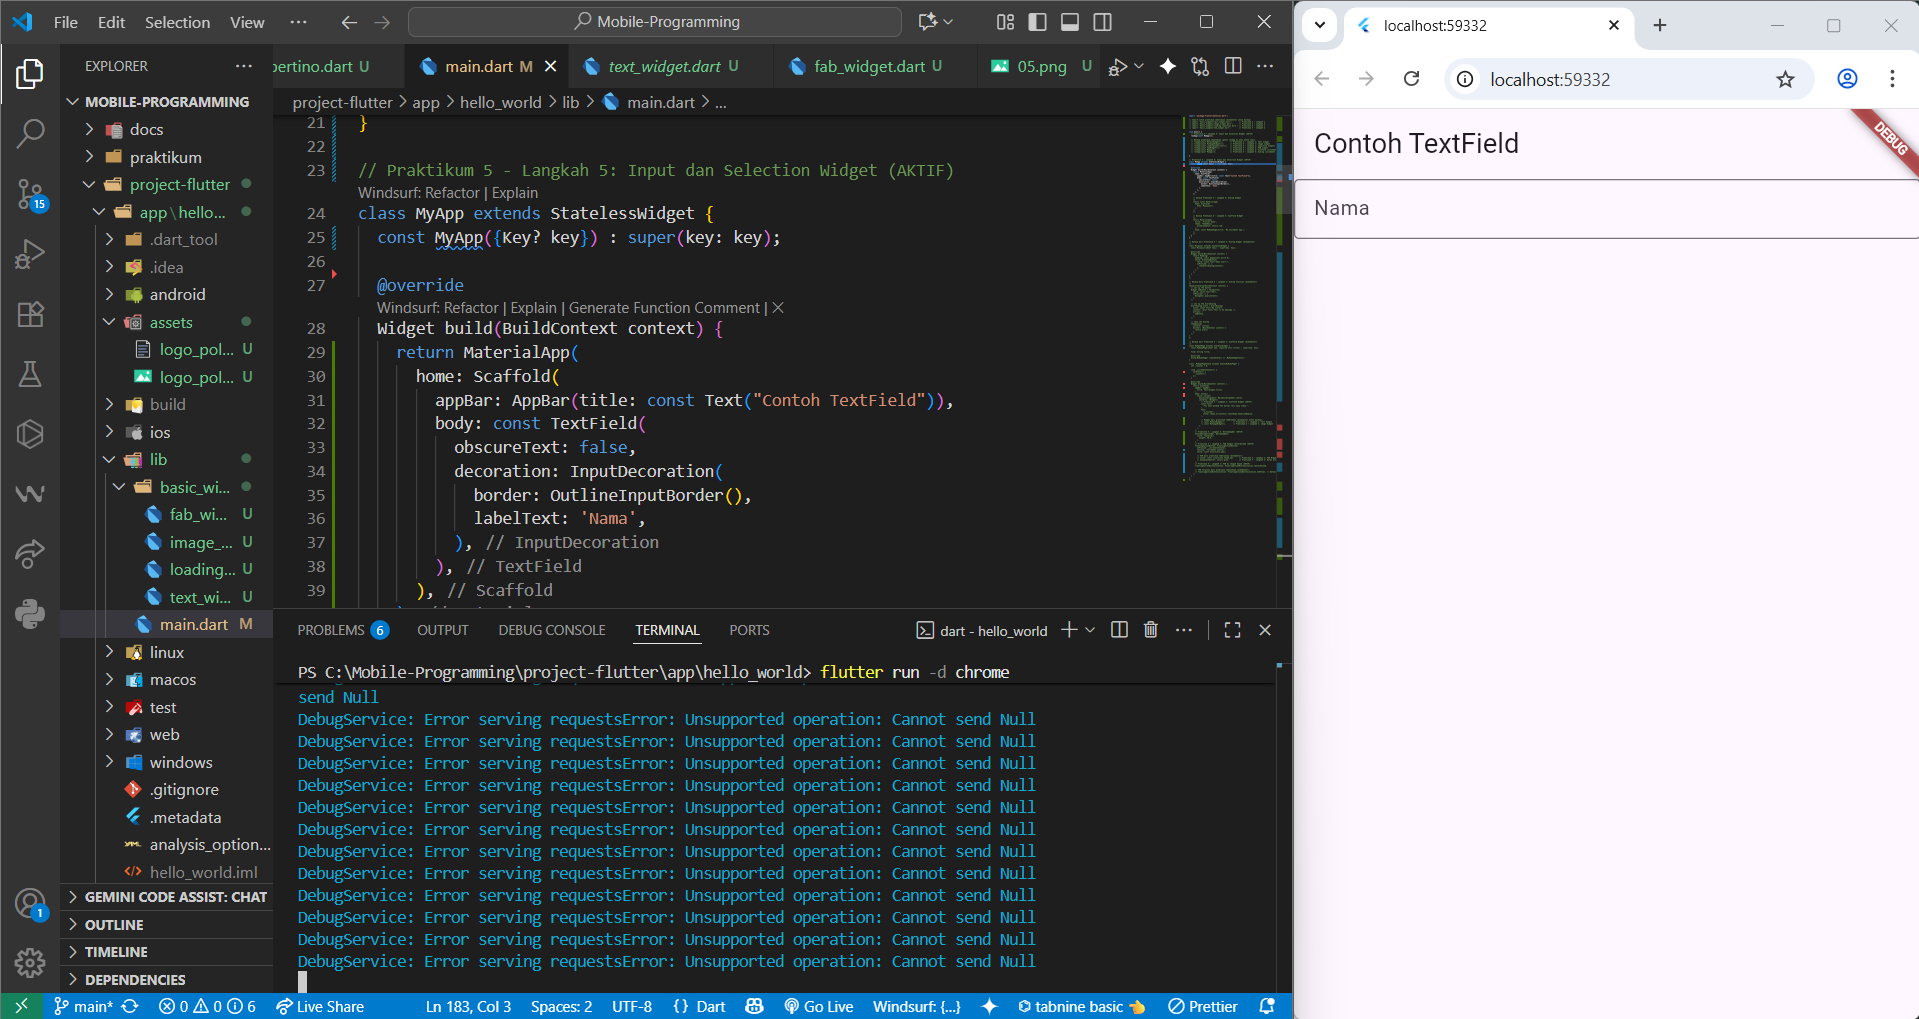 File Edit Selection View ··· Mobile-Programming
EXPLORER
MOBILE-PROGRAMMING
docs
praktikum
project-flutter
app\hello...
.dart_tool
.idea
android
assets
logo_pol... U
logo_pol... U
build
ios
lib
basic_wi...
fab_wi... U
image_... U
loading... U
text_wi... U
main.dart M
linux
macos
test
web
windows
.gitignore
.metadata
analysis_option...
hello_world.iml
GEMINI CODE ASSIST: CHAT
OUTLINE
TIMELINE
DEPENDENCIES
15
1
pertino.dart U main.dart M text_widget.dart U fab_widget.dart U 05.png U
project-flutter > app > hello_world > lib > main.dart > ...
21 }
22
23 // Praktikum 5 - Langkah 5: Input dan Selection Widget (AKTIF)
Windsurf: Refactor | Explain
24 class MyApp extends StatelessWidget {
25 const MyApp({Key? key}) : super(key: key);
26
27 @override
Windsurf: Refactor | Explain | Generate Function Comment | ×
28 Widget build(BuildContext context) {
29 return MaterialApp(
30 home: Scaffold(
31 appBar: AppBar(title: const Text("Contoh TextField")),
32 body: const TextField(
33 obscureText: false,
34 decoration: InputDecoration(
35 border: OutlineInputBorder(),
36 labelText: 'Nama',
37 ), // InputDecoration
38 ), // TextField
39 ), // Scaffold
PROBLEMS 6 OUTPUT DEBUG CONSOLE TERMINAL PORTS dart - hello_world
PS C:\Mobile-Programming\project-flutter\app\hello_world> flutter run -d chrome
send Null
DebugService: Error serving requestsError: Unsupported operation: Cannot send Null
DebugService: Error serving requestsError: Unsupported operation: Cannot send Null
DebugService: Error serving requestsError: Unsupported operation: Cannot send Null
DebugService: Error serving requestsError: Unsupported operation: Cannot send Null
DebugService: Error serving requestsError: Unsupported operation: Cannot send Null
DebugService: Error serving requestsError: Unsupported operation: Cannot send Null
DebugService: Error serving requestsError: Unsupported operation: Cannot send Null
DebugService: Error serving requestsError: Unsupported operation: Cannot send Null
DebugService: Error serving requestsError: Unsupported operation: Cannot send Null
DebugService: Error serving requestsError: Unsupported operation: Cannot send Null
DebugService: Error serving requestsError: Unsupported operation: Cannot send Null
DebugService: Error serving requestsError: Unsupported operation: Cannot send Null
main* 0 0 6 Live Share Ln 183, Col 3 Spaces: 2 UTF-8 {} Dart Go Live Windsurf: {...} tabnine basic Prettier
localhost:59332
localhost:59332
Contoh TextField
DEBUG
Nama